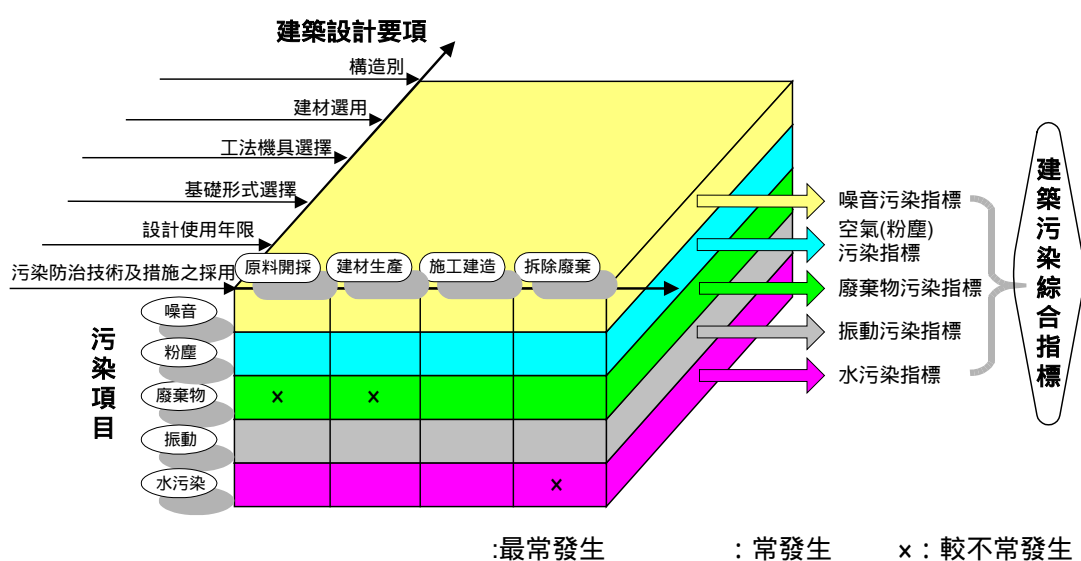 建築設計要項
構造別
建材選用
工法機具選擇
基礎形式選擇
設計使用年限
污染防治技術及措施之採用
原料開採
建材生產
施工建造
拆除廢棄
污染項目
噪音
粉塵
廢棄物
振動
水污染
×
×
×
噪音污染指標
空氣(粉塵)
污染指標
廢棄物污染指標
振動污染指標
水污染指標
建築污染綜合指標
:最常發生
：常發生
×：較不常發生